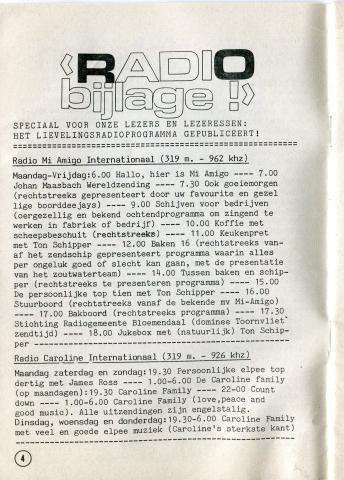 ‹RADIO
bijlage !›
SPECIAAL VOOR ONZE LEZERS EN LEZERESSEN:
HET LIEVELINGSRADIOPROGRAMMA GEPUBLICEERT!
Radio Mi Amigo Internationaal (319 m. - 962 khz)
Maandag-Vrijdag:6.00 Hallo, hier is Mi Amigo ---- 7.00
Johan Maasbach Wereldzending ---- 7.30 Ook goeiemorgen
(rechtstreeks gepresenteert door uw favourite en gezel
lige boorddeejays) ---- 9.00 Schijven voor bedrijven
(oergezellig en bekend ochtendprogramma om zingend te
werken in fabriek of bedrijf) ---- 10.00 Koffie met
scheepsbeschuit (rechtstreeks) ---- 11.00 Keukenpret
met Ton Schipper ---- 12.00 Baken 16 (rechtstreeks van-
af het zendschip gepresenteert programma waarin alles
per ongeluk goed of slecht kan gaan, met de presentatie
van het zoutwaterteam) ---- 14.00 Tussen baken en schip-
per (rechtstreeks te presenteren programma) ---- 15.00
De persoonlijke top tien met Ton Schipper ---- 16.00
Stuurboord (rechtstreeks vanaf de bekende mv Mi-Amigo)
---- 17.00 Bakboord (rechtstreeks programma) ---- 17.30
Stichting Radiogemeente Bloemendaal (dominee Toornvliet'
zendtijd) ---- 18.00 Jukebox met (natuurlijk) Ton Schip-
per
Radio Caroline Internationaal (319 m. - 926 khz)
Maandag zaterdag en zondag:19.30 Persoonlijke elpee top
dertig met James Ross ---- 1.00-6.00 De Caroline family
(op maandagen):19.30 Caroline Family ---- 22-00 Count
down ---- 1.00-6.00 Caroline Family (love,peace and
good music). Alle uitzendingen zijn engelstalig.
Dinsdag, woensdag en donderdag:19.30-6.00 Caroline Family
met veel en goede elpee muziek (Caroline's sterkste kant)
4